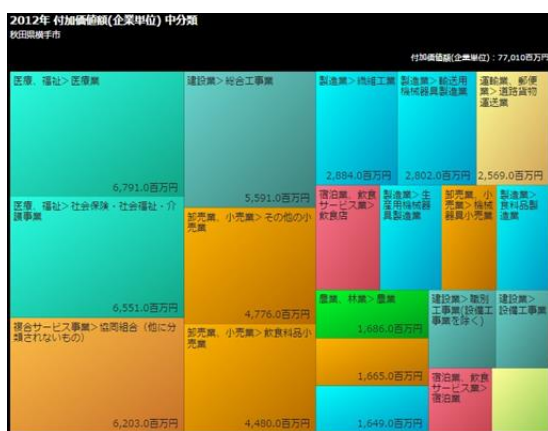 2012年 付加価値額(企業単位) 中分類
秋田県横手市
付加価値額(企業単位) : 77,010百万円
医療、福祉>医療業
6,791.0百万円
医療、福祉>社会保険・社会福祉・介
護事業
6,551.0百万円
複合サービス事業>協同組合（他に分
類されないもの）
6,203.0百万円
建設業>総合工事業
5,591.0百万円
卸売業、小売業>その他の小
売業
4,776.0百万円
卸売業、小売業>飲食料品小
売業
4,480.0百万円
製造業>繊維工業
2,884.0百万円
製造業>輸送用
機械器具製造業
2,802.0百万円
運輸業、郵便
業>道路貨物
運送業
2,569.0百万円
宿泊業、飲食
サービス業>
飲食店
製造業>生
産用機械器
具製造業
卸売業、小
売業>機械
器具小売業
製造業>
食料品製
造業
農業、林業>農業
1,686.0百万円
1,665.0百万円
1,649.0百万円
建設業>職別
工事業(設備工
事業を除く)
建設業>
設備工事業
宿泊業、飲食
サービス業>
宿泊業